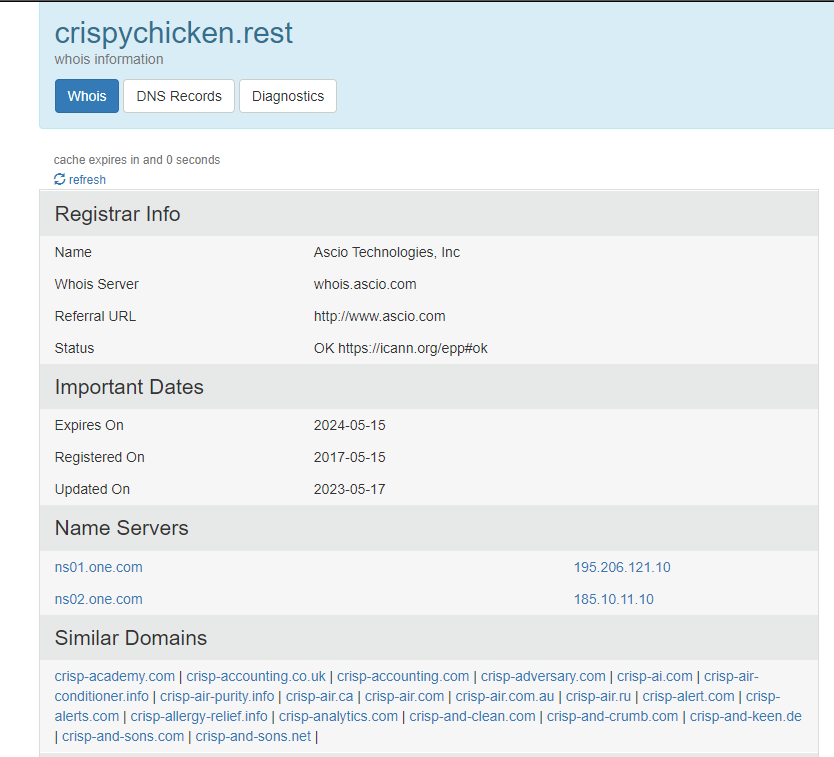 crispychicken.rest
whois information
Whois DNS Records Diagnostics
cache expires in and 0 seconds
refresh
Registrar Info
Name Ascio Technologies, Inc
Whois Server whois.ascio.com
Referral URL http://www.ascio.com
Status OK https://icann.org/epp#ok
Important Dates
Expires On 2024-05-15
Registered On 2017-05-15
Updated On 2023-05-17
Name Servers
ns01.one.com 195.206.121.10
ns02.one.com 185.10.11.10
Similar Domains
crisp-academy.com | crisp-accounting.co.uk | crisp-accounting.com | crisp-adversary.com | crisp-ai.com | crisp-air-
conditioner.info | crisp-air-purity.info | crisp-air.ca | crisp-air.com | crisp-air.com.au | crisp-air.ru | crisp-alert.com | crisp-
alerts.com | crisp-allergy-relief.info | crisp-analytics.com | crisp-and-clean.com | crisp-and-crumb.com | crisp-and-keen.de
| crisp-and-sons.com | crisp-and-sons.net |